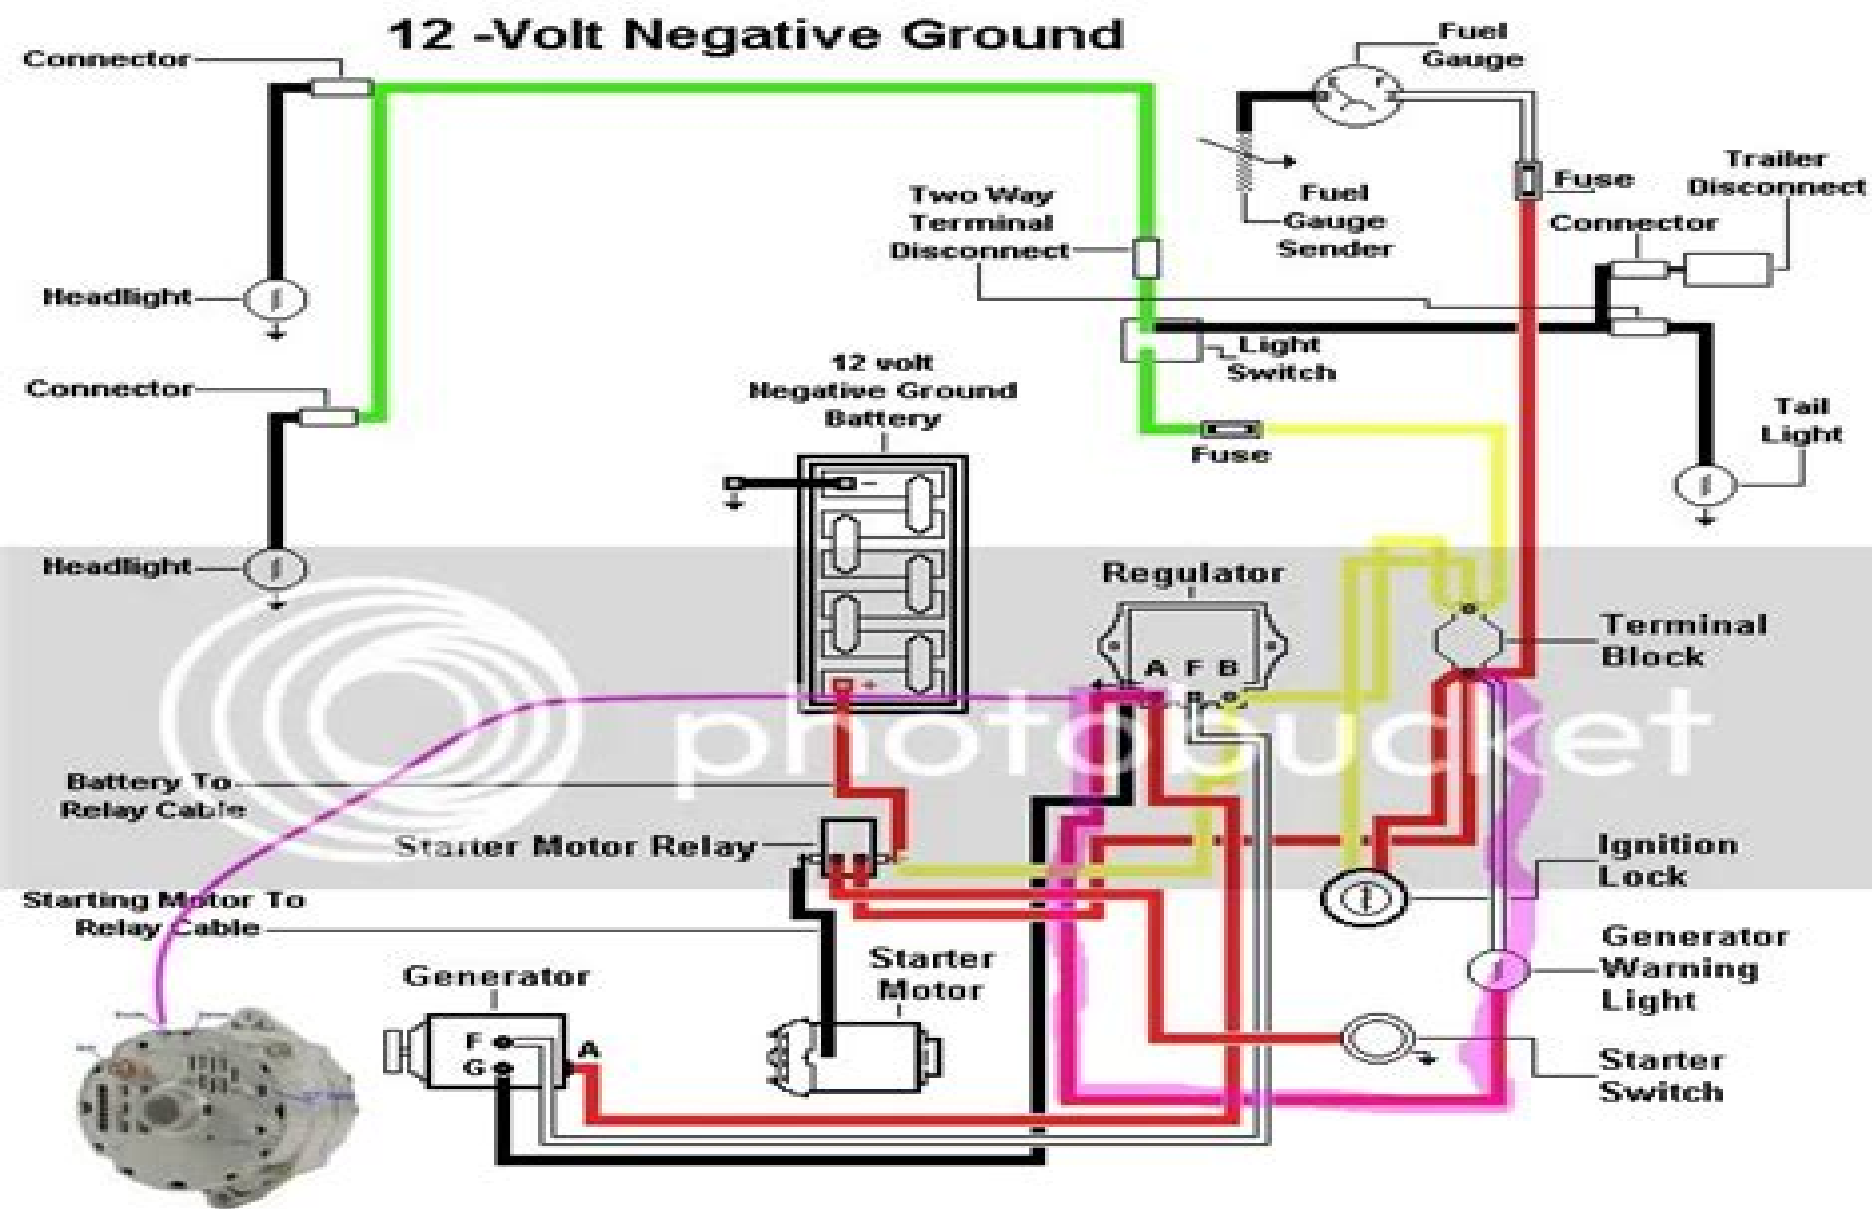 12 -Volt Negative Ground
Connector
Fuel
Gauge
Trailer
Disconnect
Fuse
Connector
Two Way
Terminal
Disconnect
Fuel
Gauge
Sender
Headlight
Light
Switch
12 volt
Negative Ground
Battery
Connector
Tail
Light
Fuse
Headlight
Regulator
Terminal
Block
A F B
photobucket
Battery To
Relay Cable
Starter Motor Relay
Ignition
Lock
Starting Motor To
Relay Cable
Generator
Warning
Light
Generator
Starter
Motor
F
G
A
Starter
Switch